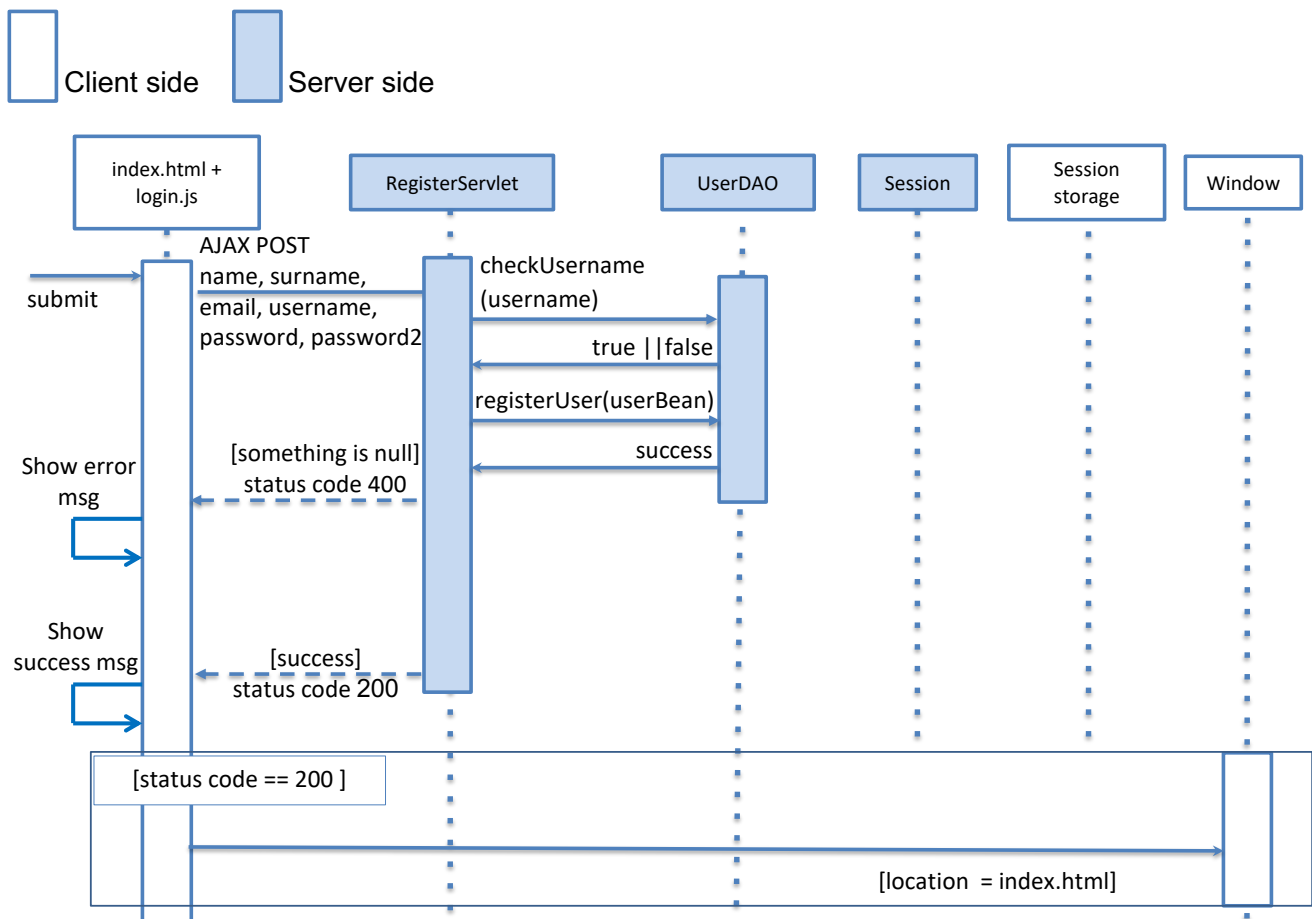 Client side
Server side
index.html +
login.js
RegisterServlet
UserDAO
Session
Session
storage
Window
submit
AJAX POST
name, surname,
email, username,
password, password2
checkUsername
(username)
true ||false
registerUser(userBean)
success
[something is null]
status code 400
Show error
msg
Show
success msg
[success]
status code 200
[status code == 200 ]
[location = index.html]